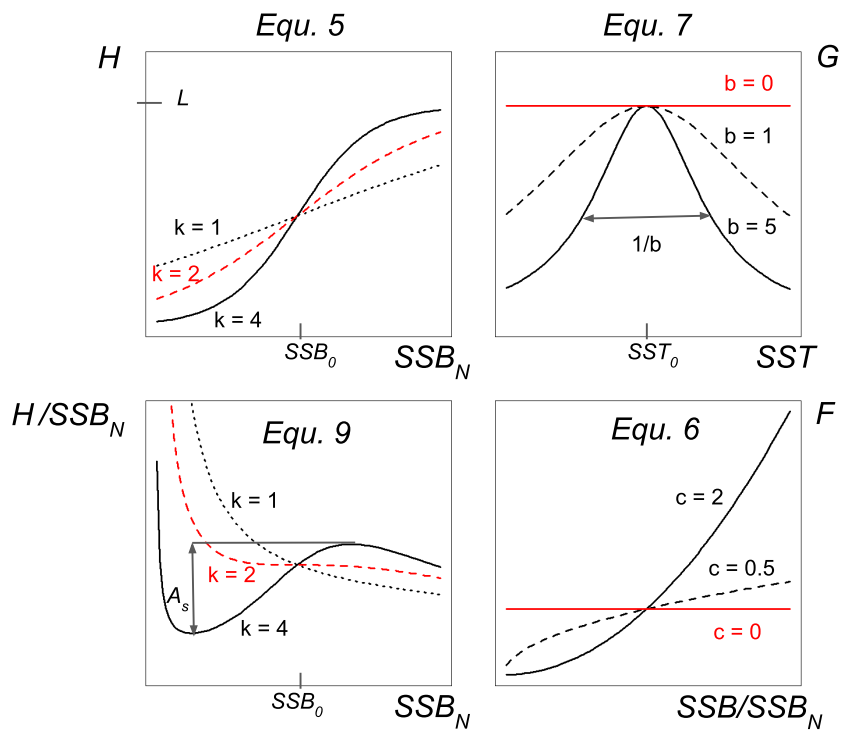 Equ. 5
H
L
k = 1
k = 2
k = 4
SSB0
SSBN
Equ. 7
G
b = 0
b = 1
b = 5
1/b
SST0
SST
H/SSBN
Equ. 9
k = 1
k = 2
As
k = 4
SSB0
SSBN
Equ. 6
F
c = 2
c = 0.5
c = 0
SSB/SSBN